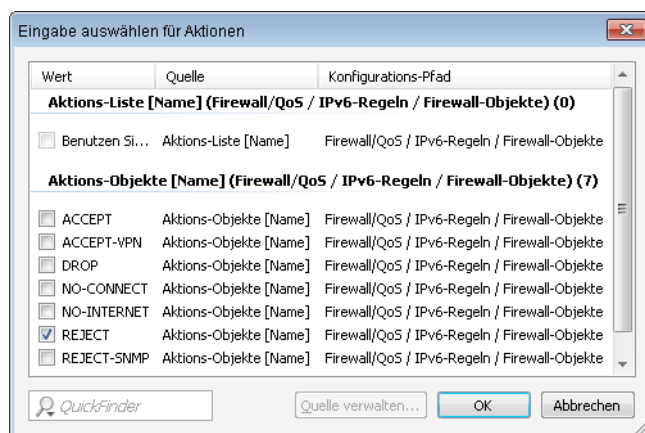 Eingabe auswählen für Aktionen
Wert Quelle Konfigurations-Pfad
Aktions-Liste [Name] (Firewall/QoS / IPv6-Regeln / Firewall-Objekte) (0)
Benutzen Si... Aktions-Liste [Name] Firewall/QoS / IPv6-Regeln / Firewall-Objekte
Aktions-Objekte [Name] (Firewall/QoS / IPv6-Regeln / Firewall-Objekte) (7)
ACCEPT Aktions-Objekte [Name] Firewall/QoS / IPv6-Regeln / Firewall-Objekte
ACCEPT-VPN Aktions-Objekte [Name] Firewall/QoS / IPv6-Regeln / Firewall-Objekte
DROP Aktions-Objekte [Name] Firewall/QoS / IPv6-Regeln / Firewall-Objekte
NO-CONNECT Aktions-Objekte [Name] Firewall/QoS / IPv6-Regeln / Firewall-Objekte
NO-INTERNET Aktions-Objekte [Name] Firewall/QoS / IPv6-Regeln / Firewall-Objekte
REJECT Aktions-Objekte [Name] Firewall/QoS / IPv6-Regeln / Firewall-Objekte
REJECT-SNMP Aktions-Objekte [Name] Firewall/QoS / IPv6-Regeln / Firewall-Objekte
QuickFinder Quelle verwalten... OK Abbrechen